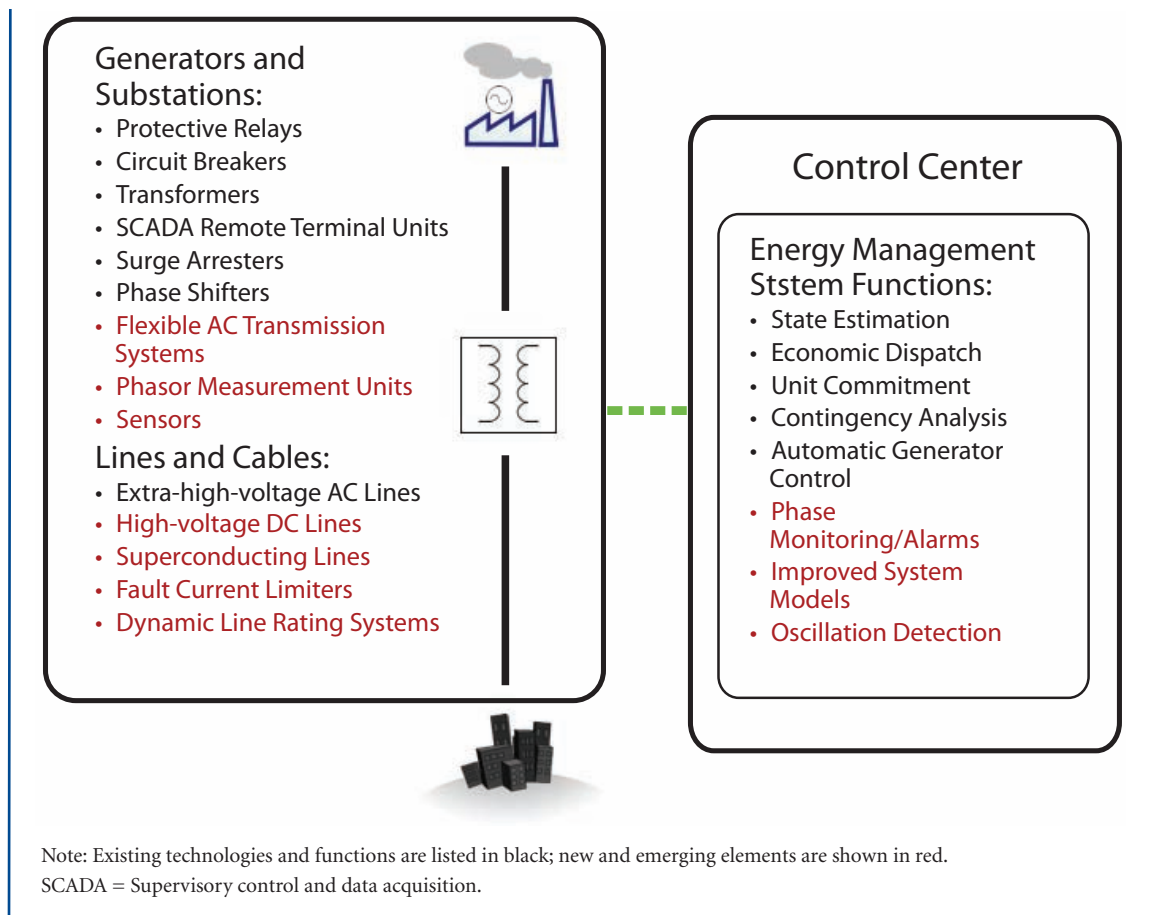 Generators and
Substations:
• Protective Relays
• Circuit Breakers
• Transformers
• SCADA Remote Terminal Units
• Surge Arresters
• Phase Shifters
• Flexible AC Transmission
Systems
• Phasor Measurement Units
• Sensors
Lines and Cables:
• Extra-high-voltage AC Lines
• High-voltage DC Lines
• Superconducting Lines
• Fault Current Limiters
• Dynamic Line Rating Systems
Control Center
Energy Management
Ststem Functions:
• State Estimation
• Economic Dispatch
• Unit Commitment
• Contingency Analysis
• Automatic Generator
Control
• Phase
Monitoring/Alarms
• Improved System
Models
• Oscillation Detection
Note: Existing technologies and functions are listed in black; new and emerging elements are shown in red.
SCADA = Supervisory control and data acquisition.